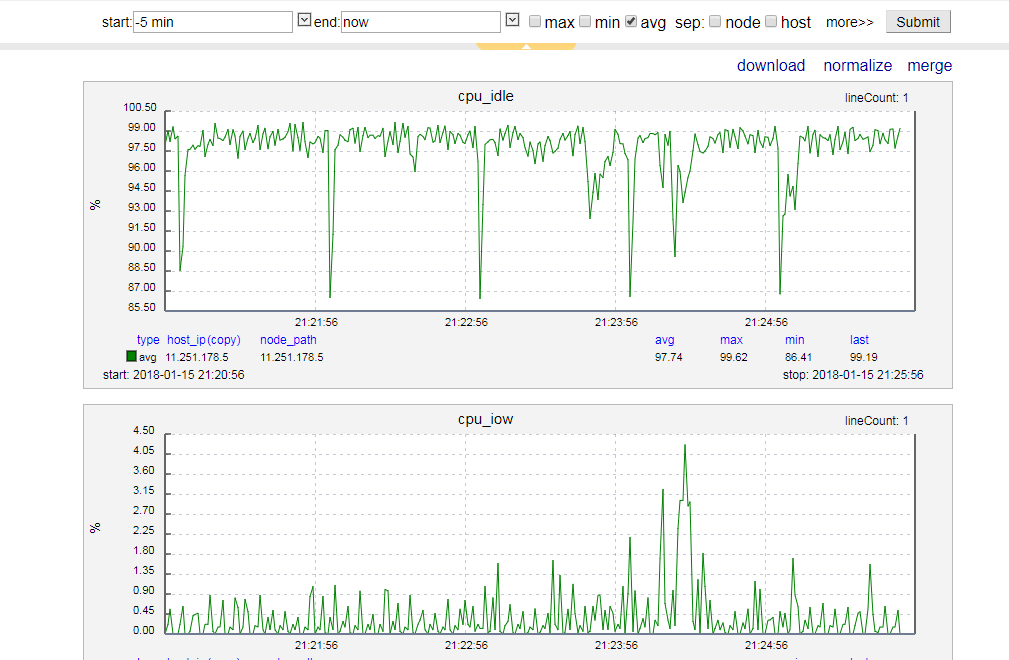 start: -5 min end: now max min avg sep: node host more>> Submit
download normalize merge
cpu_idle lineCount: 1
100.50
99.00
97.50
96.00
94.50
93.00
91.50
90.00
88.50
87.00
85.50
%
21:21:56 21:22:56 21:23:56 21:24:56
type host_ip(copy) node_path avg max min last
avg 11.251.178.5 11.251.178.5 97.74 99.62 86.41 99.19
start: 2018-01-15 21:20:56 stop: 2018-01-15 21:25:56
cpu_iow lineCount: 1
4.50
4.05
3.60
3.15
2.70
2.25
1.80
1.35
0.90
0.45
0.00
%
21:21:56 21:22:56 21:23:56 21:24:56